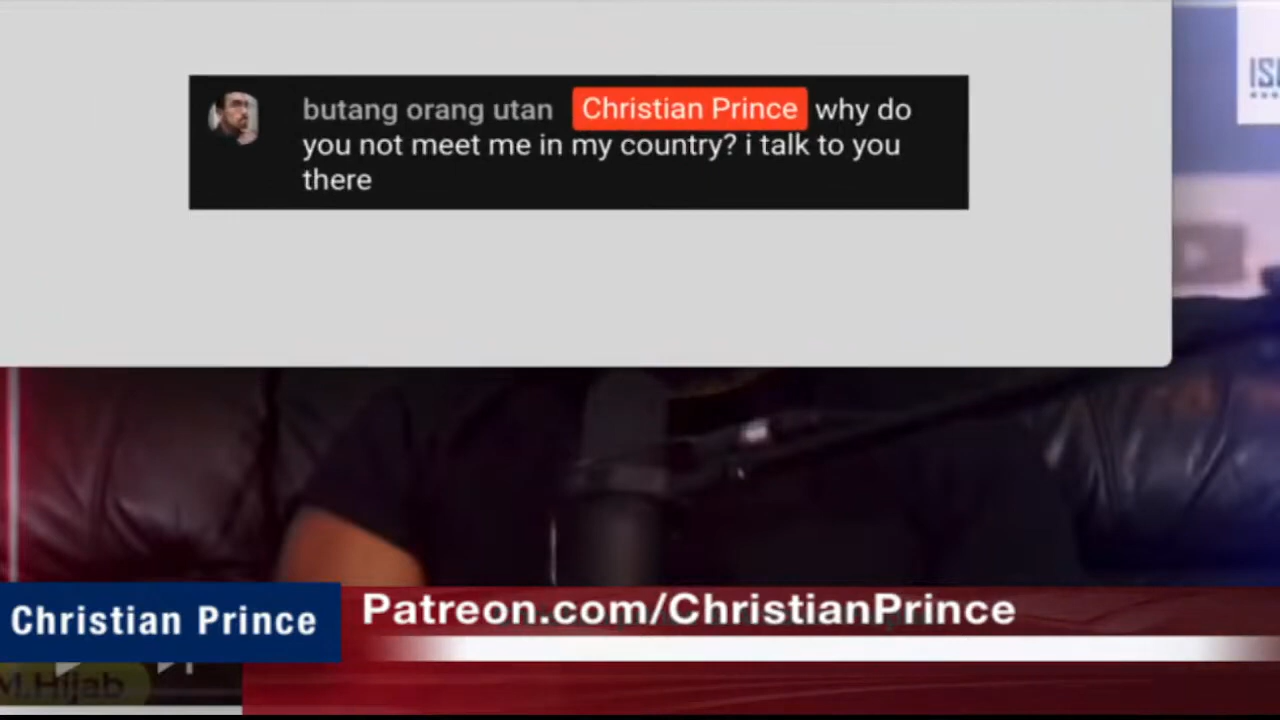 butang orang utan Christian Prince why do
you not meet me in my country? i talk to you
there
Christian Prince
Patreon.com/ChristianPrince
M.Hijab